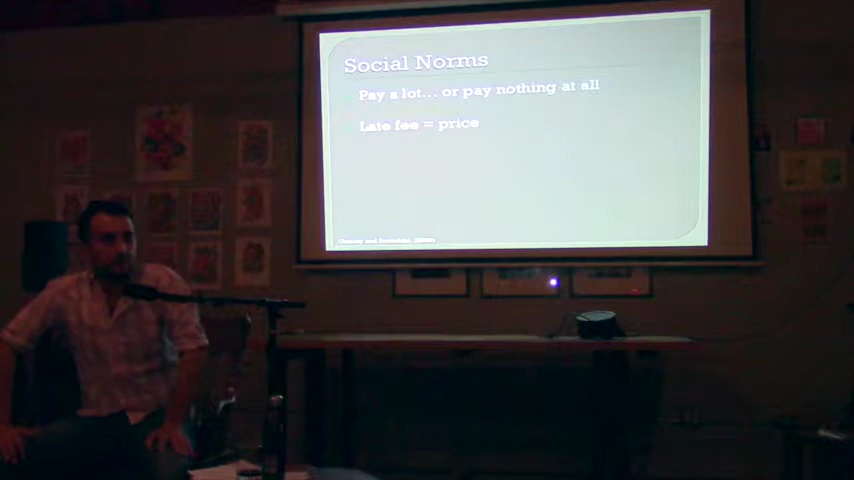 Social Norms
Pay a lot... or pay nothing at all
Late fee = price